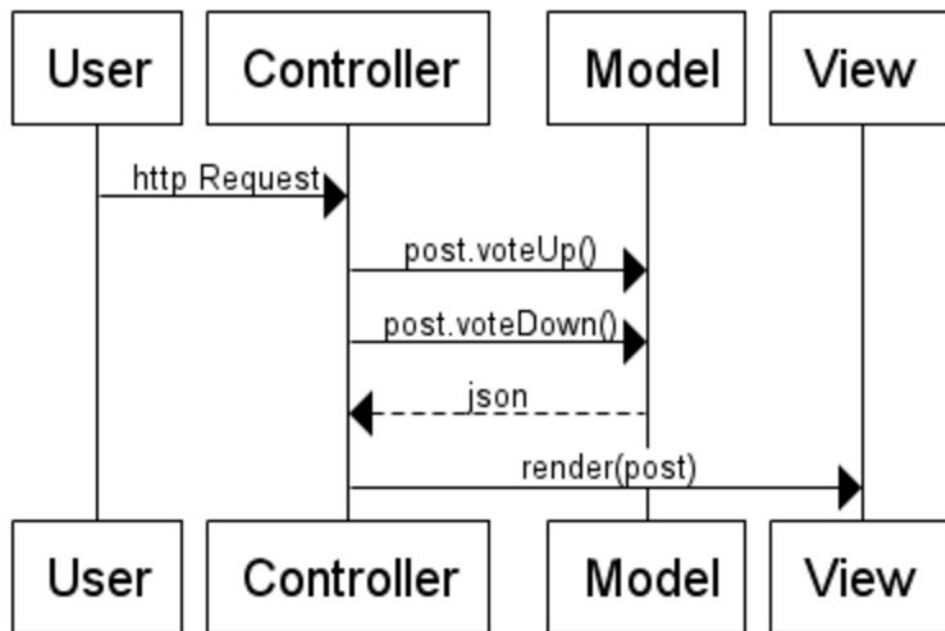 User Controller Model View
http Request
post.voteUp()
post.voteDown()
json
render(post)
User Controller Model View